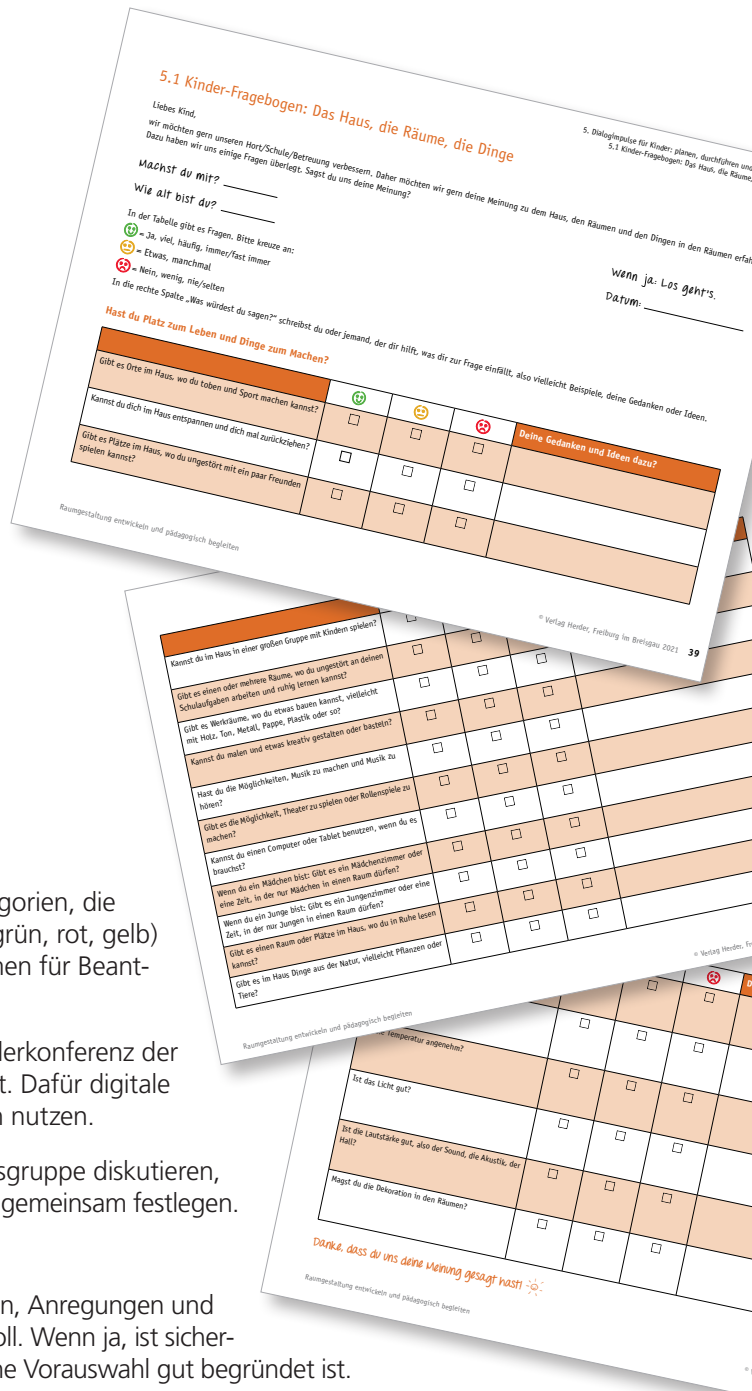 5.1 Kinder-Fragebogen: Das Haus, die Räume, die Dinge
5. Dialogimpulse für Kinder: planen, durchführen und
5.1 Kinder-Fragebogen: Das Haus, die Räume,
Liebes Kind,
wir möchten gern unseren Hort/Schule/Betreuung verbessern. Daher möchten wir gern deine Meinung zu dem Haus, den Räumen und den Dingen in den Räumen erfah
Dazu haben wir uns einige Fragen überlegt. Sagst du uns deine Meinung?
Machst du mit?
Wenn ja: Los geht's.
Wie alt bist du?
Datum:
In der Tabelle gibt es Fragen. Bitte kreuze an:
= Ja, viel, häufig, immer/fast immer
= Etwas, manchmal
= Nein, wenig, nie/selten
In die rechte Spalte „Was würdest du sagen?“ schreibst du oder jemand, der dir hilft, was dir zur Frage einfällt, also vielleicht Beispiele, deine Gedanken oder Ideen.
Hast du Platz zum Leben und Dinge zum Machen?
Deine Gedanken und Ideen dazu?
Gibt es Orte im Haus, wo du toben und Sport machen kannst?
Kannst du dich im Haus entspannen und dich mal zurückziehen?
Gibt es Plätze im Haus, wo du ungestört mit ein paar Freunden
spielen kannst?
Raumgestaltung entwickeln und pädagogisch begleiten
© Verlag Herder, Freiburg im Breisgau 2021 39
Kannst du im Haus in einer großen Gruppe mit Kindern spielen?
Gibt es einen oder mehrere Räume, wo du ungestört an deinen
Schulaufgaben arbeiten und ruhig lernen kannst?
Gibt es Werkräume, wo du etwas bauen kannst, vielleicht
mit Holz, Ton, Metall, Pappe, Plastik oder so?
Kannst du malen und etwas kreativ gestalten oder basteln?
Hast du die Möglichkeiten, Musik zu machen und Musik zu
hören?
Gibt es die Möglichkeit, Theater zu spielen oder Rollenspiele zu
machen?
Kannst du einen Computer oder Tablet benutzen, wenn du es
brauchst?
Wenn du ein Mädchen bist: Gibt es ein Mädchenzimmer oder
eine Zeit, in der nur Mädchen in einen Raum dürfen?
Wenn du ein Junge bist: Gibt es ein Jungenzimmer oder eine
Zeit, in der nur Jungen in einen Raum dürfen?
Gibt es einen Raum oder Plätze im Haus, wo du in Ruhe lesen
kannst?
Gibt es im Haus Dinge aus der Natur, vielleicht Pflanzen oder
Tiere?
Raumgestaltung entwickeln und pädagogisch begleiten
© Verlag Herder, Fr
D
Temperatur angenehm?
Ist das Licht gut?
Ist die Lautstärke gut, also der Sound, die Akustik, der
Hall?
Magst du die Dekoration in den Räumen?
Danke, dass du uns deine Meinung gesagt hast!
Raumgestaltung entwickeln und pädagogisch begleiten
©
gorien, die
grün, rot, gelb)
nen für Beant-
derkonferenz der
t. Dafür digitale
n nutzen.
sgruppe diskutieren,
gemeinsam festlegen.
n, Anregungen und
oll. Wenn ja, ist sicher-
ne Vorauswahl gut begründet ist.